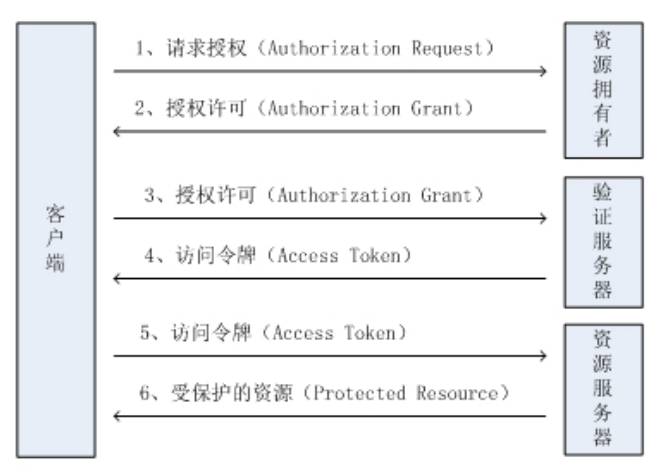 1、请求授权（Authorization Request）
2、授权许可（Authorization Grant）
资源拥有者
3、授权许可（Authorization Grant）
4、访问令牌（Access Token）
验证服务器
客户端
5、访问令牌（Access Token）
6、受保护的资源（Protected Resource）
资源服务器